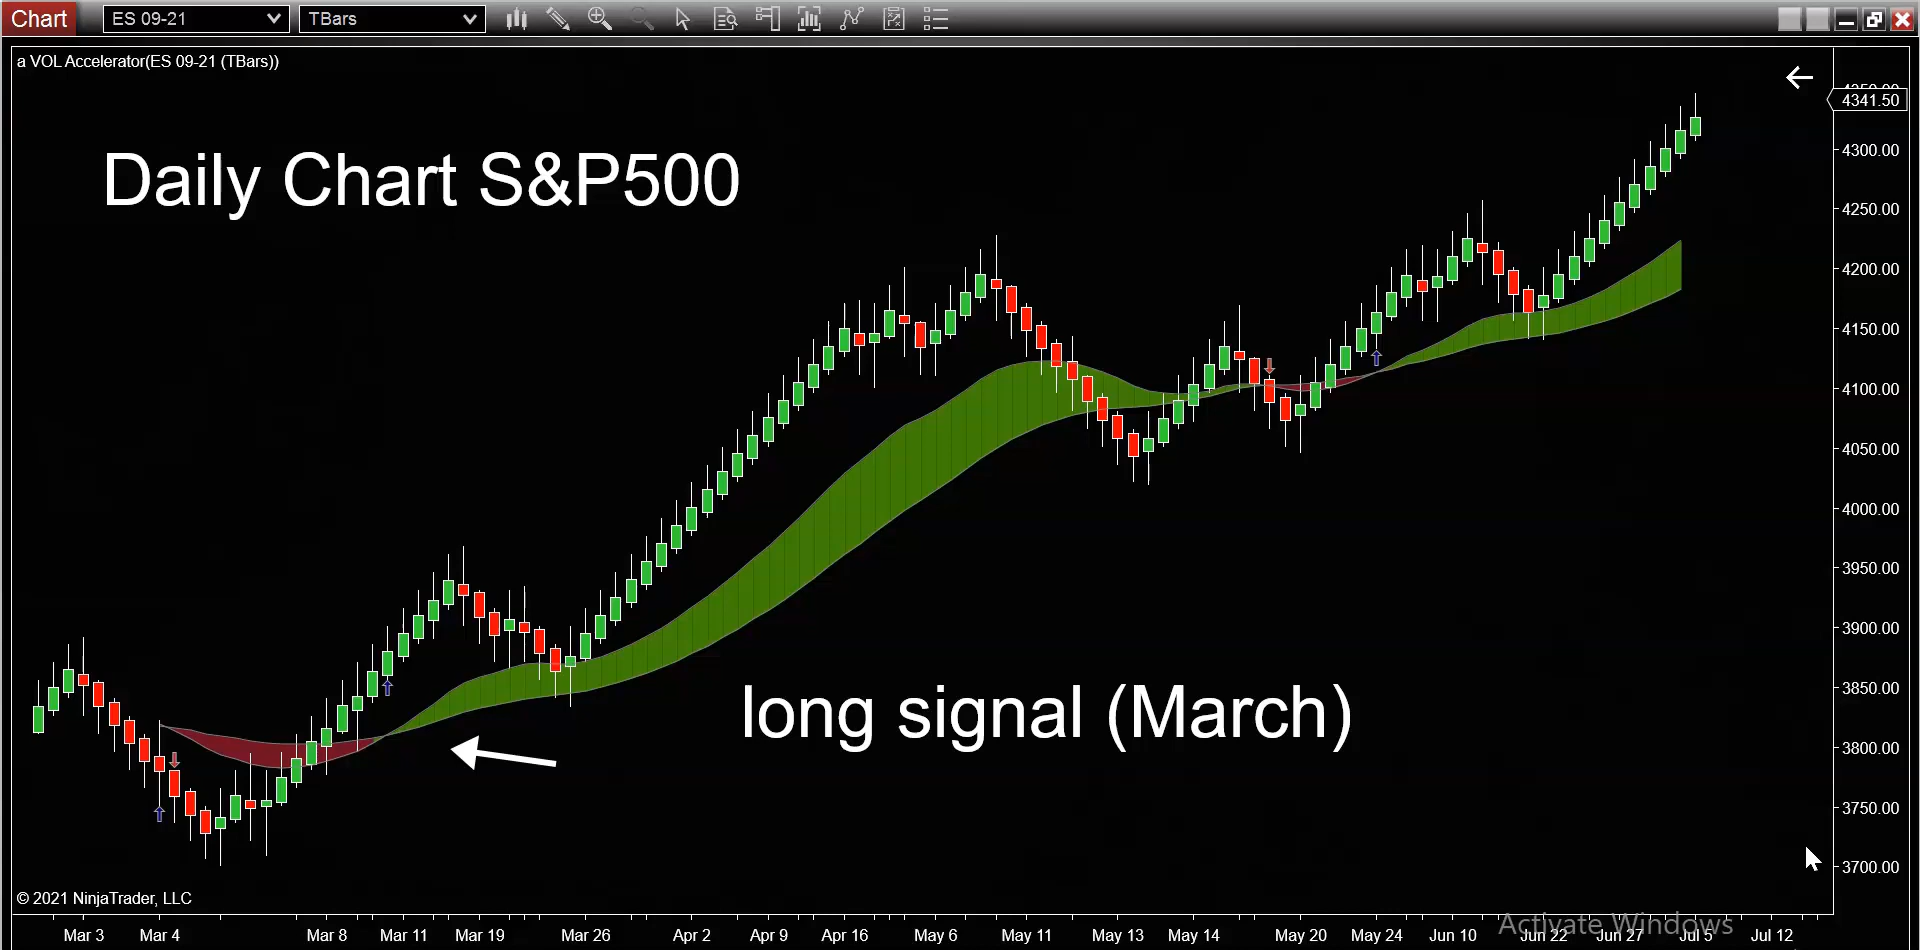 Chart
ES 09-21
TBars
a VOL Accelerator(ES 09-21 (TBars))
Daily Chart S&P500
long signal (March)
4341.50
4300.00
4250.00
4200.00
4150.00
4100.00
4050.00
4000.00
3950.00
3900.00
3850.00
3800.00
3750.00
3700.00
© 2021 NinjaTrader, LLC
Activate Windows
Mar 3 Mar 4 Mar 8 Mar 11 Mar 19 Mar 26 Apr 2 Apr 9 Apr 16 May 6 May 11 May 13 May 14 May 20 May 24 Jun 10 Jun 22 Jun 27 Jul 5 Jul 12